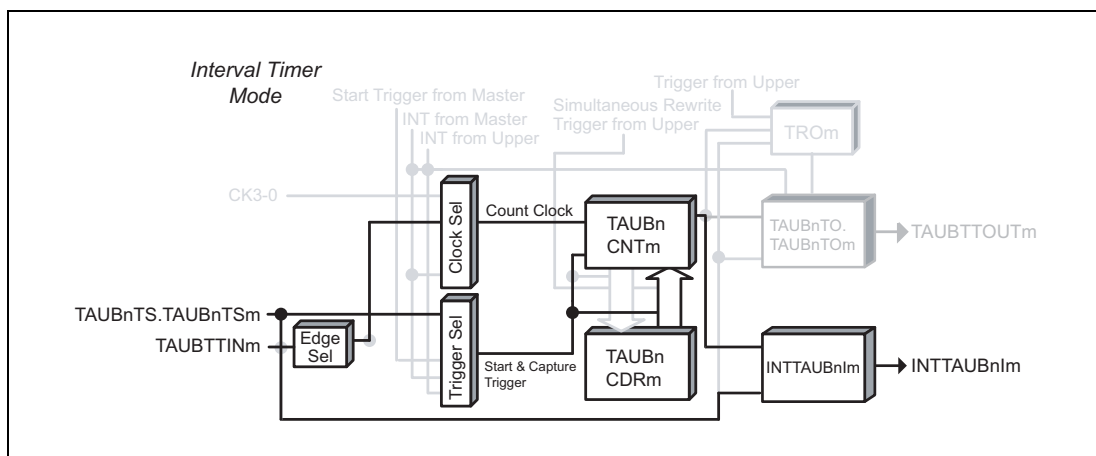 Interval Timer
Mode
Start Trigger from Master
INT from Master
INT from Upper
Simultaneous Rewrite
Trigger from Upper
Trigger from Upper
TROm
CK3-0
Clock Sel
Count Clock
TAUBn
CNTm
TAUBnTO.
TAUBnTOm
TAUBTTOUTm
TAUBnTS.TAUBnTSm
TAUBTTINm
Edge
Sel
Trigger Sel
Start & Capture
Trigger
TAUBn
CDRm
INTTAUBnIm
INTTAUBnIm